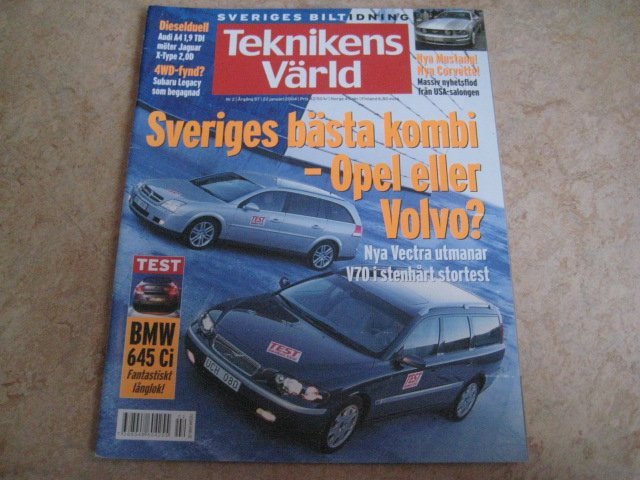 SVERIGES BILTIDNING
Teknikens
Värld
Dieselduell
Audi A4 1,9 TDI
möter Jaguar
X-Type 2,0D
4WD-fynd?
Subaru Legacy
som begagnad
Nya Mustang!
Nya Corvette!
Massiv nyhetsflod
från USA-salongen
Sveriges bästa kombi
– Opel eller
Volvo?
Nya Vectra utmanar
V70 i stenhårt stortest
TEST
BMW
645 Ci
Fantastiskt
långlok!
TEST
TEST
TEST